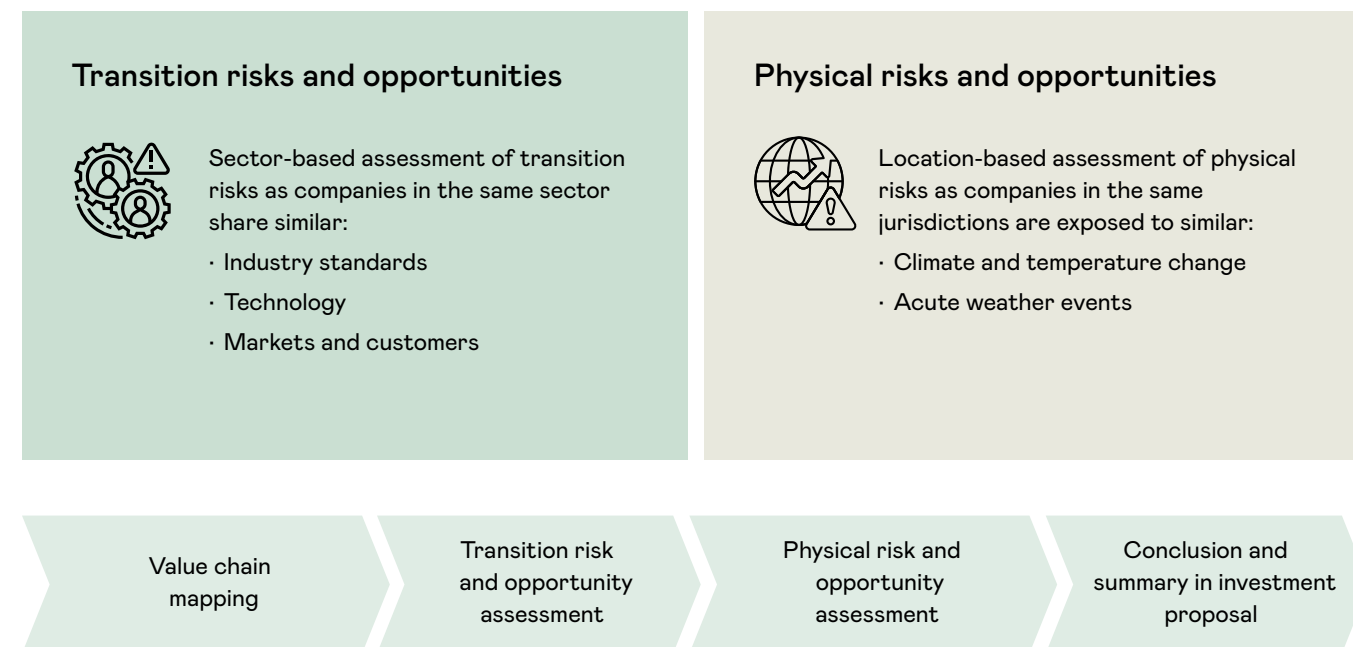 Transition risks and opportunities
Sector-based assessment of transition
risks as companies in the same sector
share similar:
· Industry standards
· Technology
· Markets and customers
Physical risks and opportunities
Location-based assessment of physical
risks as companies in the same
jurisdictions are exposed to similar:
· Climate and temperature change
· Acute weather events
Value chain
mapping
Transition risk
and opportunity
assessment
Physical risk and
opportunity
assessment
Conclusion and
summary in investment
proposal